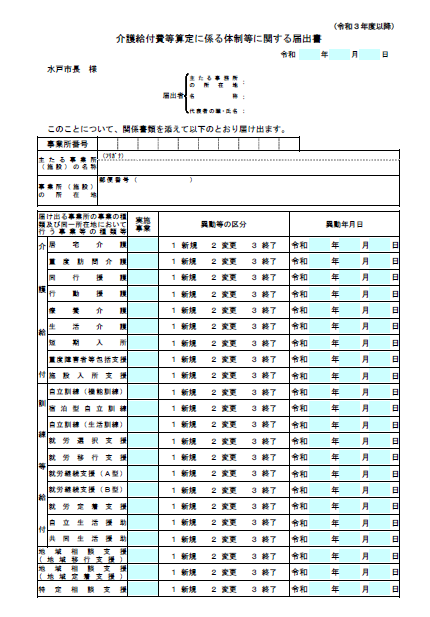 (令和3年度以降)
介護給付費等算定に係る体制等に関する届出書
令和 年 月 日
水戸市長 様
届出者
主たる事務所の所在地 :
名称 :
代表者の職・氏名 :
このことについて、関係書類を添えて以下のとおり届け出ます。
事業所番号
(フリガナ)
主たる事業所(施設)の名称
郵便番号( )
事業所(施設)の所在地
届け出る事業所の事業の種類及び同一所在地において行う事業等の種類等 実施事業 異動等の区分 異動年月日
介護給付
居宅介護 1 新規 2 変更 3 終了 令和 年 月 日
重度訪問介護 1 新規 2 変更 3 終了 令和 年 月 日
同行援護 1 新規 2 変更 3 終了 令和 年 月 日
行動援護 1 新規 2 変更 3 終了 令和 年 月 日
療養介護 1 新規 2 変更 3 終了 令和 年 月 日
生活介護 1 新規 2 変更 3 終了 令和 年 月 日
短期入所 1 新規 2 変更 3 終了 令和 年 月 日
重度障害者等包括支援 1 新規 2 変更 3 終了 令和 年 月 日
施設入所支援 1 新規 2 変更 3 終了 令和 年 月 日
訓練等給付
自立訓練(機能訓練) 1 新規 2 変更 3 終了 令和 年 月 日
宿泊型自立訓練 1 新規 2 変更 3 終了 令和 年 月 日
自立訓練(生活訓練) 1 新規 2 変更 3 終了 令和 年 月 日
就労選択支援 1 新規 2 変更 3 終了 令和 年 月 日
就労移行支援 1 新規 2 変更 3 終了 令和 年 月 日
就労継続支援(A型) 1 新規 2 変更 3 終了 令和 年 月 日
就労継続支援(B型) 1 新規 2 変更 3 終了 令和 年 月 日
就労定着支援 1 新規 2 変更 3 終了 令和 年 月 日
自立生活援助 1 新規 2 変更 3 終了 令和 年 月 日
共同生活援助 1 新規 2 変更 3 終了 令和 年 月 日
地域相談支援(地域移行支援) 1 新規 2 変更 3 終了 令和 年 月 日
地域相談支援(地域定着支援) 1 新規 2 変更 3 終了 令和 年 月 日
特定相談支援 1 新規 2 変更 3 終了 令和 年 月 日